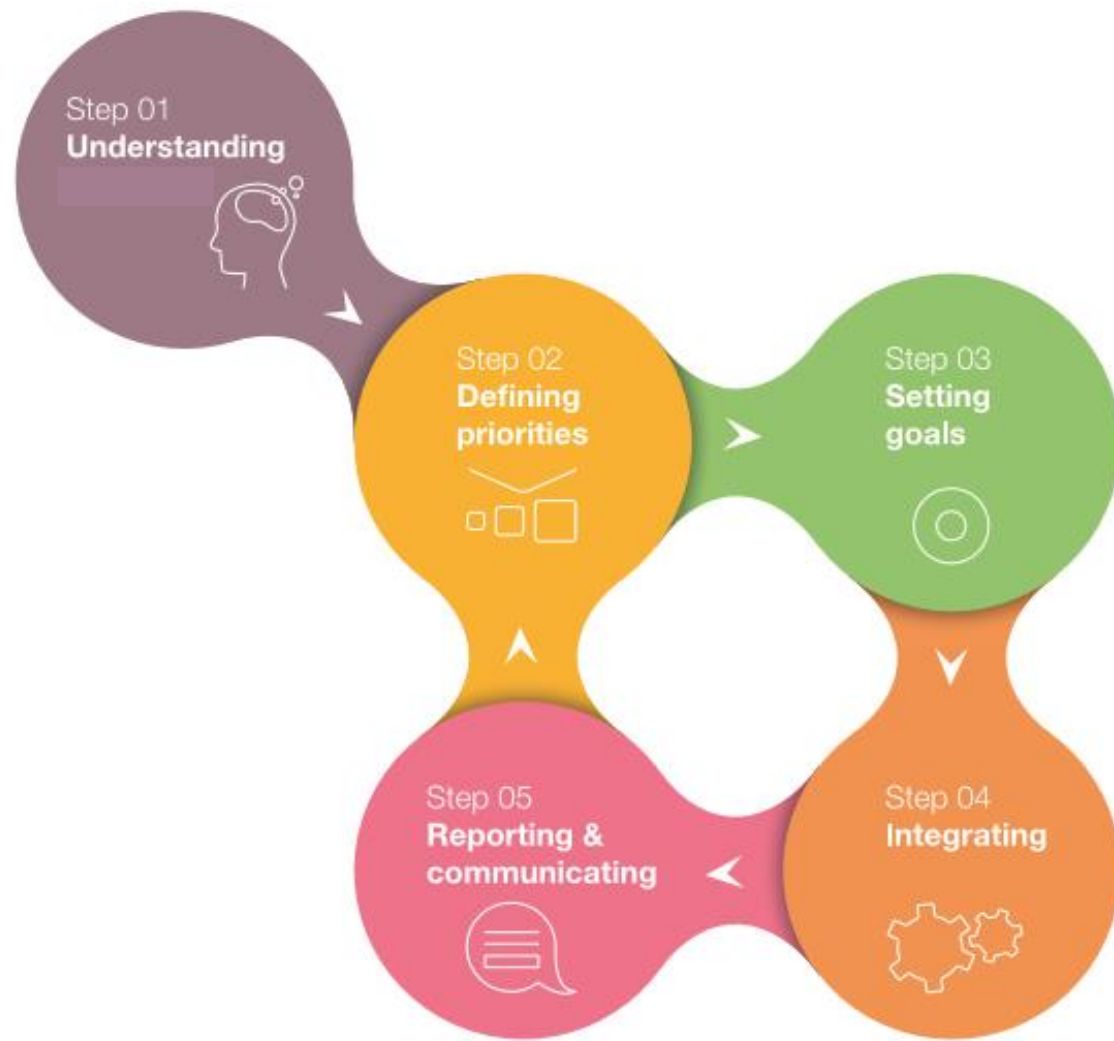 Step 01
Understanding
Step 02
Defining
priorities
Step 03
Setting
goals
Step 04
Integrating
Step 05
Reporting &
communicating